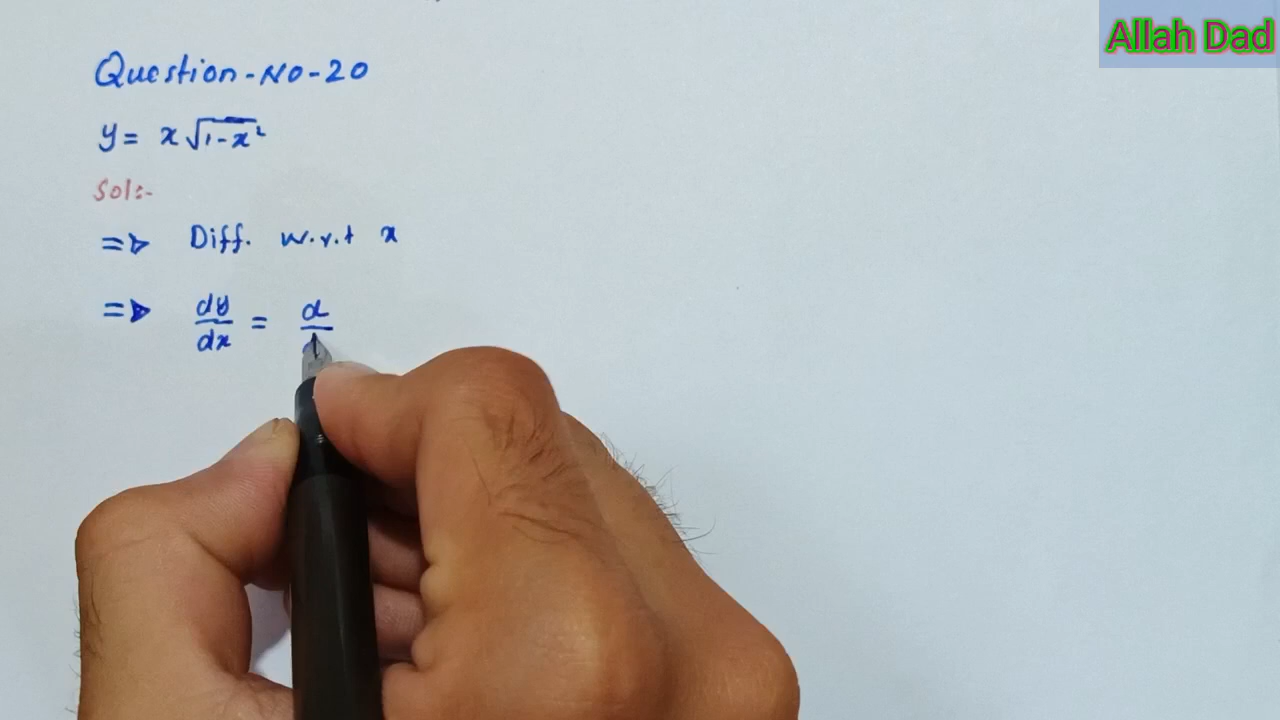 Allah Dad
Question-No-20
y = x√1-x²
Sol:-
=> Diff. w.r.t x
=> dy/dx = d/